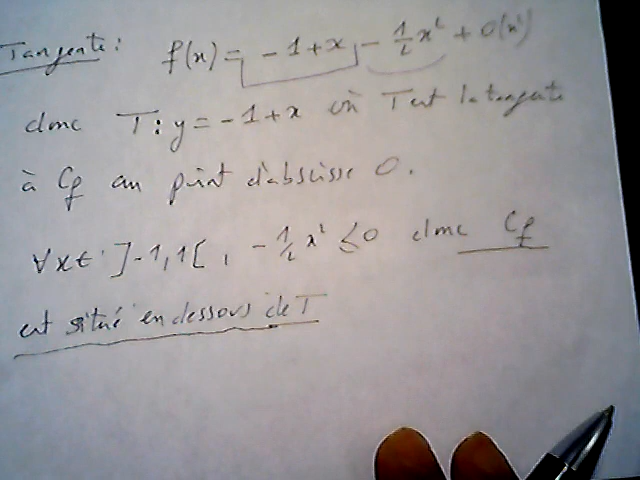 Tangente : f(x) = -1+x - 1/2 x² + o(x²)
donc T : y = -1+x où T est la tangente
à Cf au point d'abscisse 0.
∀x∈ ]-1,1[ , -1/2 x² ≤0 donc Cf
est situé en dessous de T